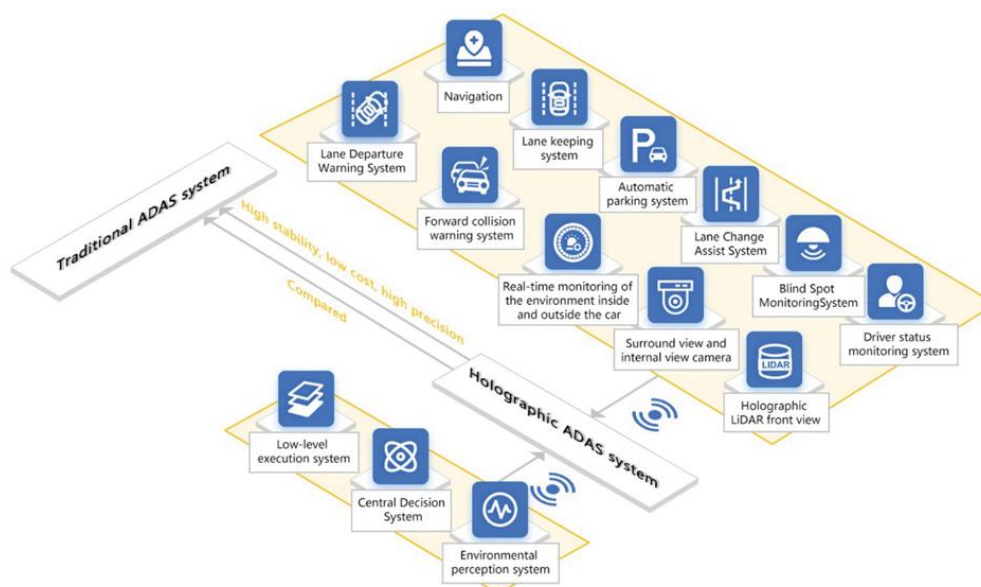 Navigation
Lane Departure
Warning System
Lane keeping
system
Automatic
parking system
Forward collision
warning system
Lane Change
Assist System
Blind Spot
MonitoringSystem
Real-time monitoring of
the environment inside
and outside the car
Driver status
monitoring system
Surround view and
internal view camera
LIDAR
Holographic
LiDAR front view
Traditional ADAS system
High stability, low cost, high precision
Compared
Holographic ADAS system
Low-level
execution system
Central Decision
System
Environmental
perception system